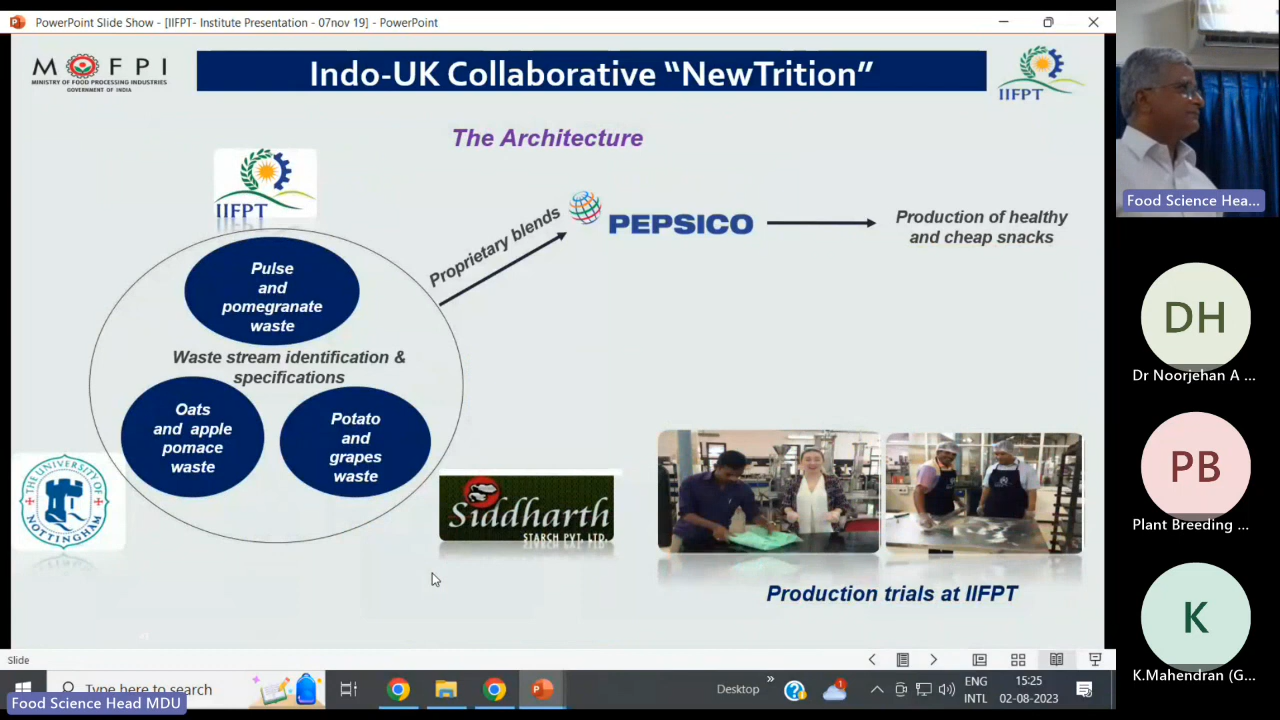 PowerPoint Slide Show - [IIFPT- Institute Presentation - 07nov 19] - PowerPoint
MOFPI
MINISTRY OF FOOD PROCESSING INDUSTRIES
GOVERNMENT OF INDIA
Indo-UK Collaborative “NewTrition”
IIFPT
The Architecture
IIFPT
Pulse
and
pomegranate
waste
Waste stream identification &
specifications
Oats
and apple
pomace
waste
Potato
and
grapes
waste
Proprietary blends
PEPSICO
Production of healthy
and cheap snacks
THE UNIVERSITY OF
NOTTINGHAM
Siddharth
STARCH PVT. LTD.
Production trials at IIFPT
Slide
Type here to search
Desktop
1
ENG
INTL
15:25
02-08-2023
Food Science Head MDU
Food Science Hea...
DH
Dr Noorjehan A ...
PB
Plant Breeding ...
K
K.Mahendran (G...